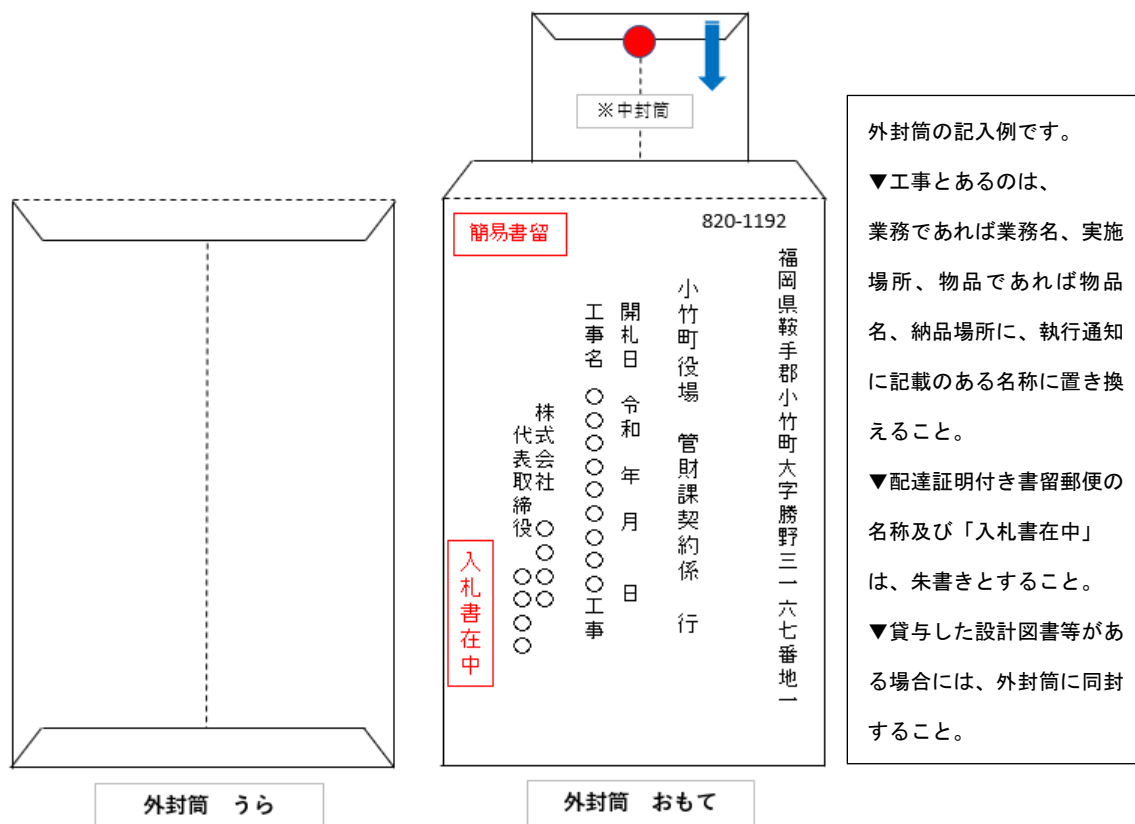 ※中封筒
820-1192
簡易書留
福岡県鞍手郡小竹町大字勝野三一六七番地一
小竹町役場　管財課契約係　行
開札日　令和　年　月　日
工事名　〇〇〇〇〇〇〇〇〇工事
株式会社　〇〇〇〇
代表取締役　〇〇〇〇
入札書在中
外封筒　うら
外封筒　おもて
外封筒の記入例です。
▼工事とあるのは、
業務であれば業務名、実施
場所、物品であれば物品
名、納品場所に、執行通知
に記載のある名称に置き換
えること。
▼配達証明付き書留郵便の
名称及び「入札書在中」
は、朱書きとすること。
▼貸与した設計図書等があ
る場合には、外封筒に同封
すること。